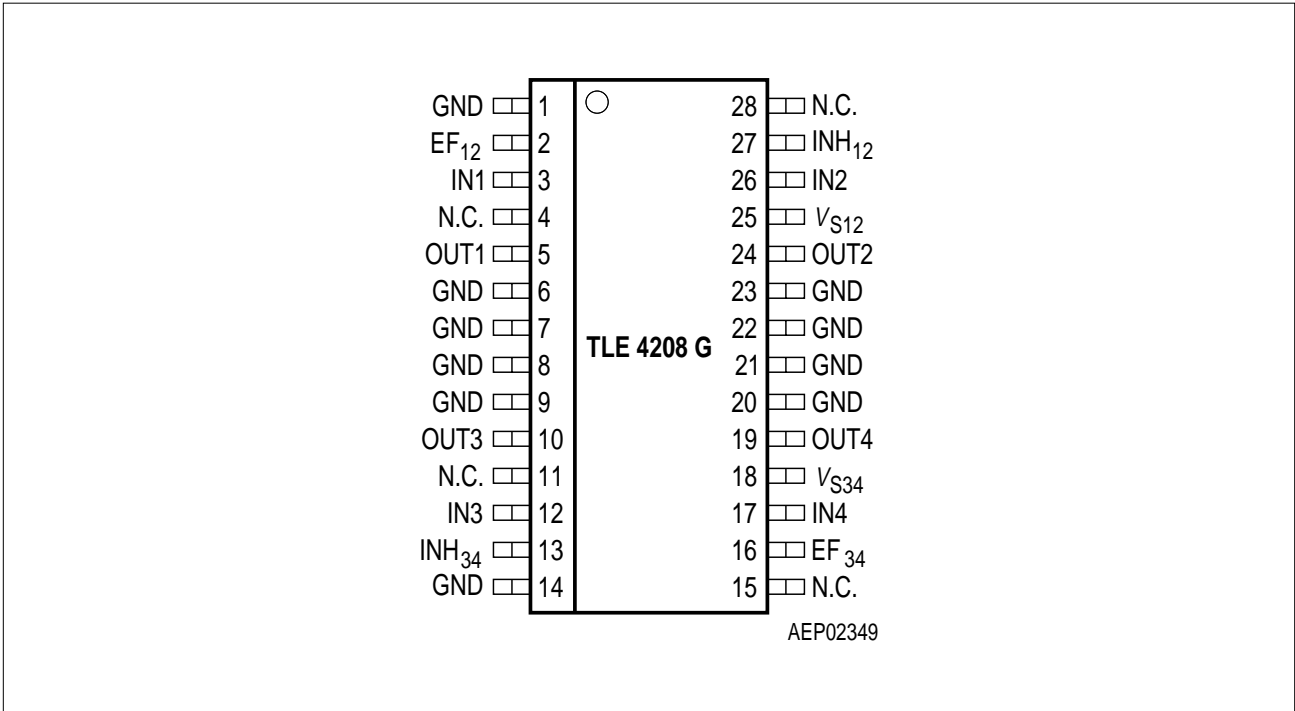 GND 1 28 N.C.
EF12 2 27 INH12
IN1 3 26 IN2
N.C. 4 25 VS12
OUT1 5 24 OUT2
GND 6 23 GND
GND 7 22 GND
TLE 4208 G
GND 8 21 GND
GND 9 20 GND
OUT3 10 19 OUT4
N.C. 11 18 VS34
IN3 12 17 IN4
INH34 13 16 EF34
GND 14 15 N.C.
AEP02349